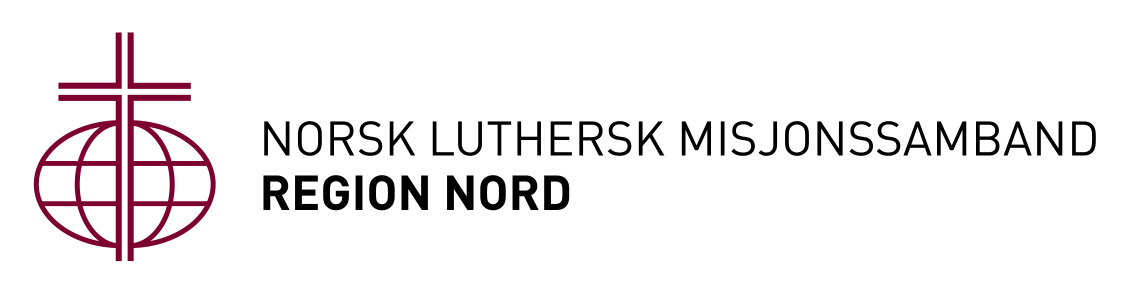 NORSK LUTHERSK MISJONSSAMBAND
REGION NORD